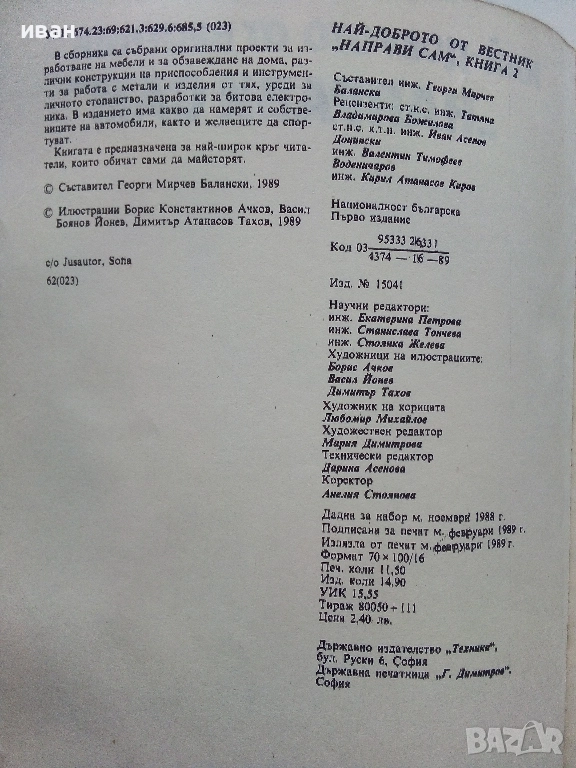 иван
674.23:69:621.3:629.6:685,5 (023)
В сборника са събрани оригинални проекти за из-
работване на мебели и за обзавеждане на дома, раз-
лични конструкции на приспособления и инструмен-
ти за работа с метали и изделия от тях, уреди за
личното стопанство, разработки за битова електро-
ника. В изданието има какво да намерят и собстве-
ниците на автомобили, както и желаещите да спор-
туват.
Книгата е предназначена за най-широк кръг чита-
тели, които обичат сами да майсторят.
© Съставител Георги Мирчев Балански, 1989
© Илюстрации Борис Константинов Ачков, Васил
Боянов Йонев, Димитър Атанасов Тахов, 1989
c/o Jusautor, Sofia
62(023)
НАЙ-ДОБРОТО ОТ ВЕСТНИК
„НАПРАВИ САМ“, КНИГА 2
Съставител инж. Георги Мирчев
Балански
Рецензенти: ст.н.с. инж. Татяна
Владимарова Божилова
ст.н.с. к.т.н. инж. Иван Асенов
Доцински
инж. Валентин Тимофеев
Воденичаров
инж. Кирил Атанасов Киров
Националност българска
Първо издание
Код 03 95333 26331
4374 — 16 —89
Изд. № 15041
Научни редактори:
инж. Екатерина Петрова
инж. Станислава Тончева
инж. Стоянка Желева
Художници на илюстрациите:
Борис Ачков
Васил Йонев
Димитър Тахов
Художник на корицата
Любомир Михайлов
Художествен редактор
Мария Димитрова
Технически редактор
Дарина Асенова
Коректор
Анелия Стоянова
Дадна за набор м. ноември 1988 г.
Подписана за печат м. февруари 1989 г.
Излязла от печат м. февруари 1989 г.
Формат 70 × 100/16
Печ. коли 11,50
Изд. коли 14,90
УИК 15,55
Тираж 80050 + 111
Цена 2,40 лв.
Държавно издателство „Техника“,
бул. Руски 6, София
Държавна печатница „Г. Димитров“,
София
BAZAR